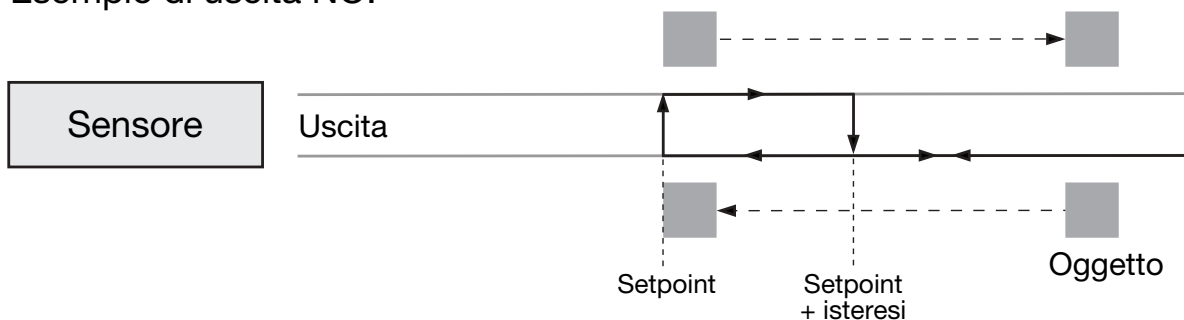 Esempio di uscita NO:
Sensore
Uscita
Oggetto
Setpoint
Setpoint
+ isteresi